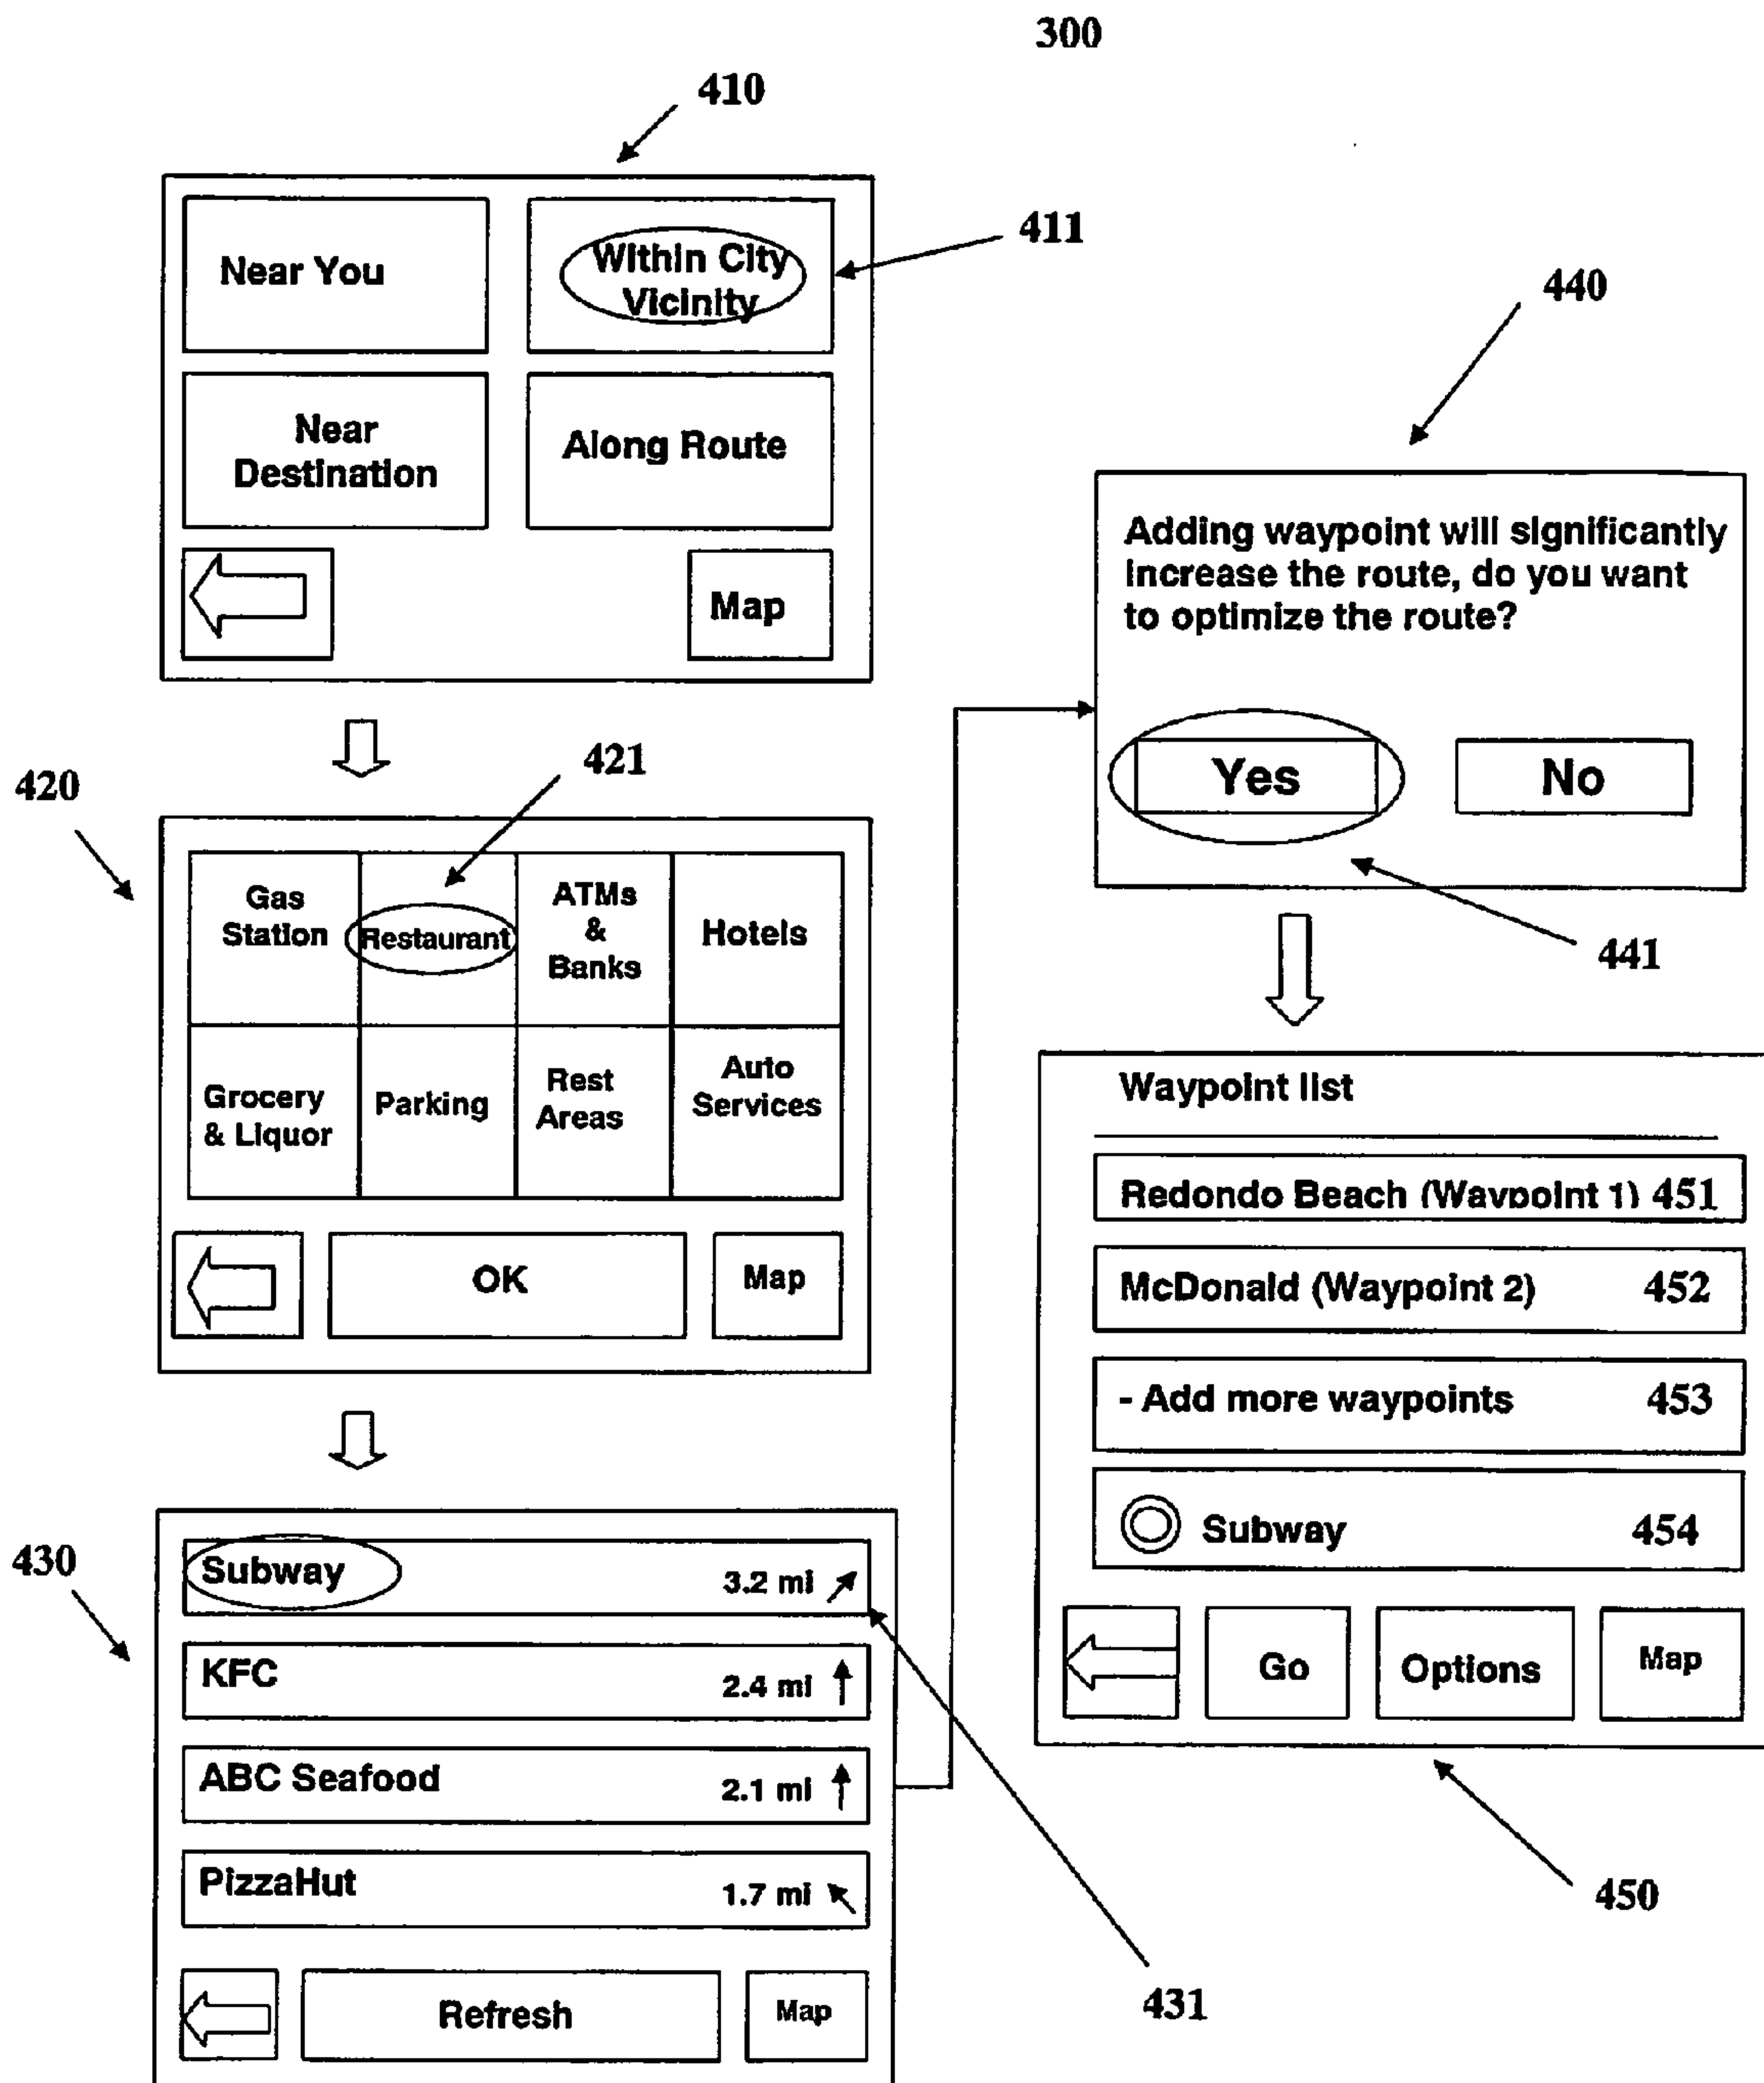 300
410
Near You
Within City
Vicinity
411
Near
Destination
Along Route
Map
420
421
Gas
Station
Restaurant
ATMs
&
Banks
Hotels
Grocery
& Liquor
Parking
Rest
Areas
Auto
Services
OK
Map
430
Subway
3.2 mi
KFC
2.4 mi
ABC Seafood
2.1 mi
PizzaHut
1.7 mi
Refresh
Map
431
440
Adding waypoint will significantly
increase the route, do you want
to optimize the route?
Yes
No
441
Waypoint list
Redondo Beach (Waypoint 1) 451
McDonald (Waypoint 2) 452
- Add more waypoints 453
Subway 454
Go
Options
Map
450